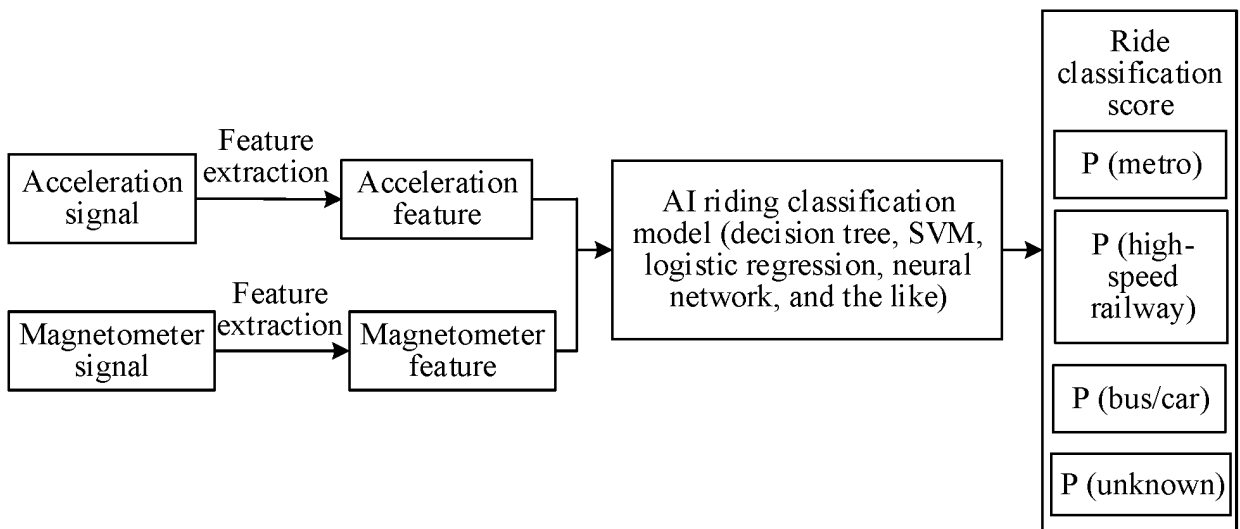 Feature
extraction
Acceleration
signal
Acceleration
feature
Feature
extraction
Magnetometer
signal
Magnetometer
feature
AI riding classification
model (decision tree, SVM,
logistic regression, neural
network, and the like)
Ride
classification
score
P (metro)
P (high-
speed
railway)
P (bus/car)
P (unknown)